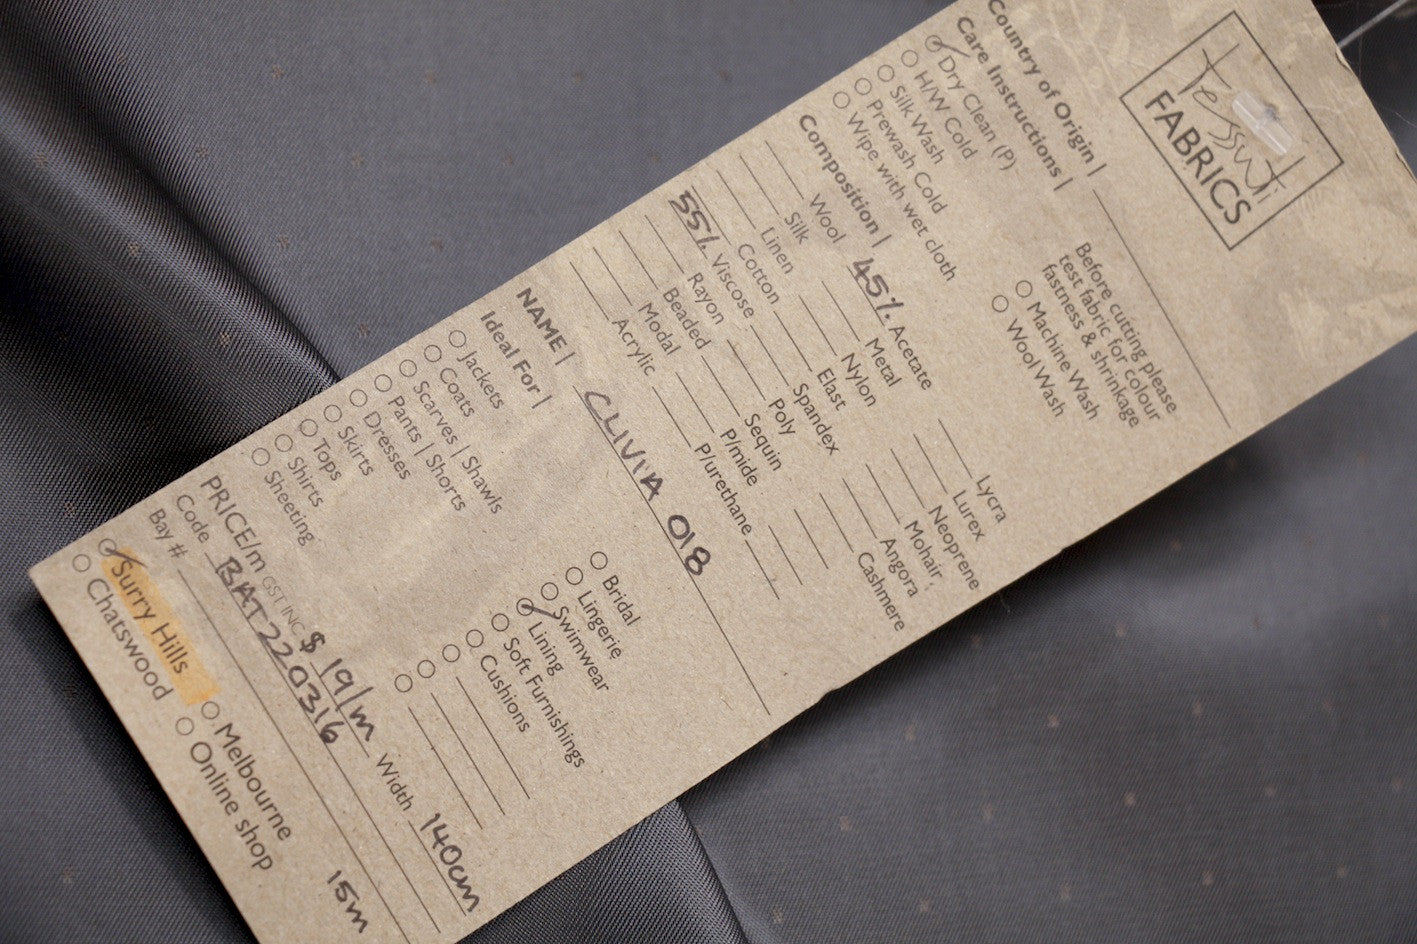 Tessuti
FABRICS
Country of Origin |
Care Instructions |
Dry Clean (P)
H/W Cold
Silk Wash
Prewash Cold
Wipe with wet cloth
Before cutting please
test fabric for colour
fastness & shrinkage
Machine Wash
Wool Wash
Composition |
Wool
Silk
Linen
Cotton
55% Viscose
Rayon
Beaded
Modal
Acrylic
45% Acetate
Metal
Nylon
Elast
Spandex
Poly
Sequin
P/mide
P/urethane
Lycra
Lurex
Neoprene
Mohair
Angora
Cashmere
NAME | CLIVIA 018
Ideal For |
Jackets
Coats
Scarves | Shawls
Pants | Shorts
Dresses
Skirts
Tops
Shirts
Sheeting
Bridal
Lingerie
Swimwear
Lining
Soft Furnishings
Cushions
PRICE/m GST INC $ 19/m Width 140cm
Code BAT220316
Bay #
15m
Surry Hills
Chatswood
Melbourne
Online shop